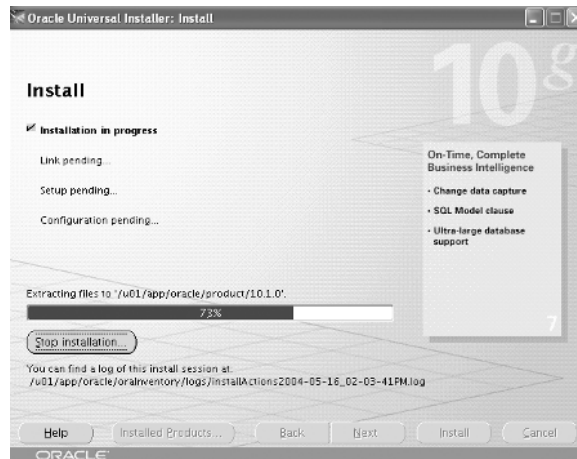 Oracle Universal Installer: Install
10g
Install
Installation in progress
Link pending...
Setup pending...
Configuration pending...
On-Time, Complete
Business Intelligence
· Change data capture
· SQL Model clause
· Ultra-large database
support
7
Extracting files to '/u01/app/oracle/product/10.1.0'.
73%
Stop installation...
You can find a log of this install session at:
/u01/app/oracle/oraInventory/logs/installActions2004-05-16_02-03-41PM.log
Help Installed Products... Back Next Install Cancel
ORACLE